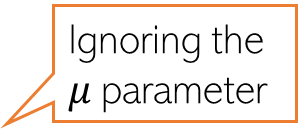 Ignoring the
μ parameter